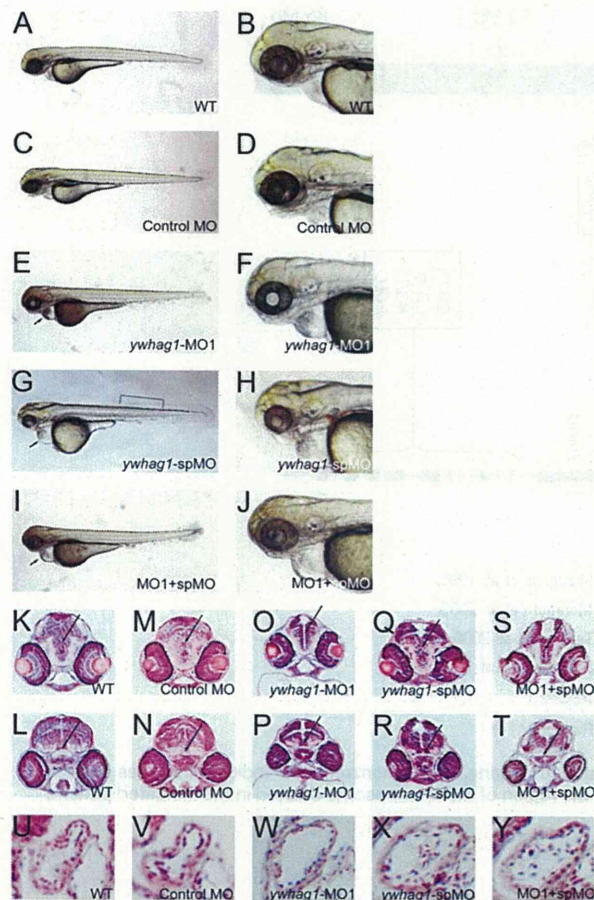 A
WT
B
WT
C
Control MO
D
Control MO
E
ywhag1-MO1
F
ywhag1-MO1
G
ywhag1-spMO
H
ywhag1-spMO
I
MO1+spMO
J
MO1+spMO
K
WT
M
Control MO
O
ywhag1-MO1
Q
ywhag1-spMO
S
MO1+spMO
L
WT
N
Control MO
P
ywhag1-MO1
R
ywhag1-spMO
T
MO1+spMO
U
WT
V
Control MO
W
ywhag1-MO1
X
ywhag1-spMO
Y
MO1+spMO